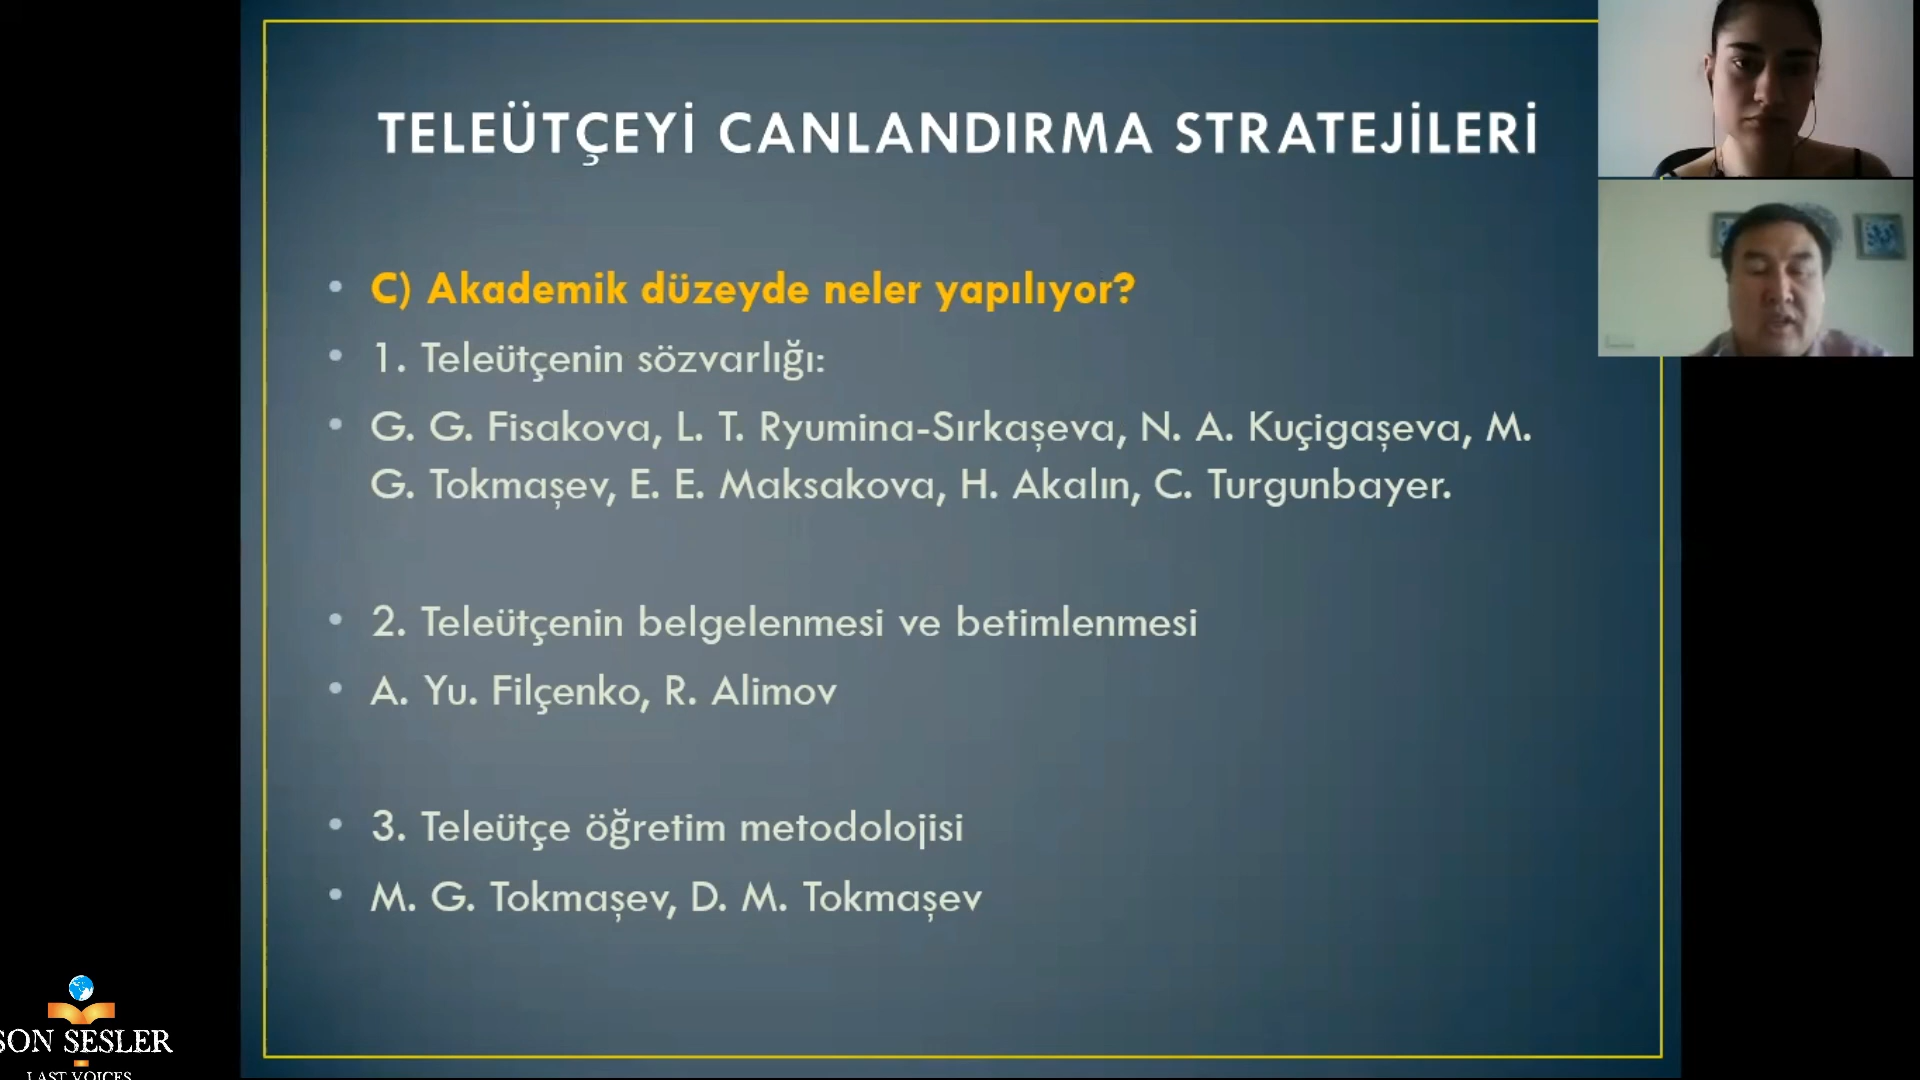 TELEÜTÇEYİ CANLANDIRMA STRATEJİLERİ
• C) Akademik düzeyde neler yapılıyor?
• 1. Teleütçenin sözvarlığı:
• G. G. Fisakova, L. T. Ryumina-Sırkaşeva, N. A. Kuçigaşeva, M.
G. Tokmaşev, E. E. Maksakova, H. Akalın, C. Turgunbayer.
• 2. Teleütçenin belgelenmesi ve betimlenmesi
• A. Yu. Filçenko, R. Alimov
• 3. Teleütçe öğretim metodolojisi
• M. G. Tokmaşev, D. M. Tokmaşev
SON SESLER
LAST VOICES